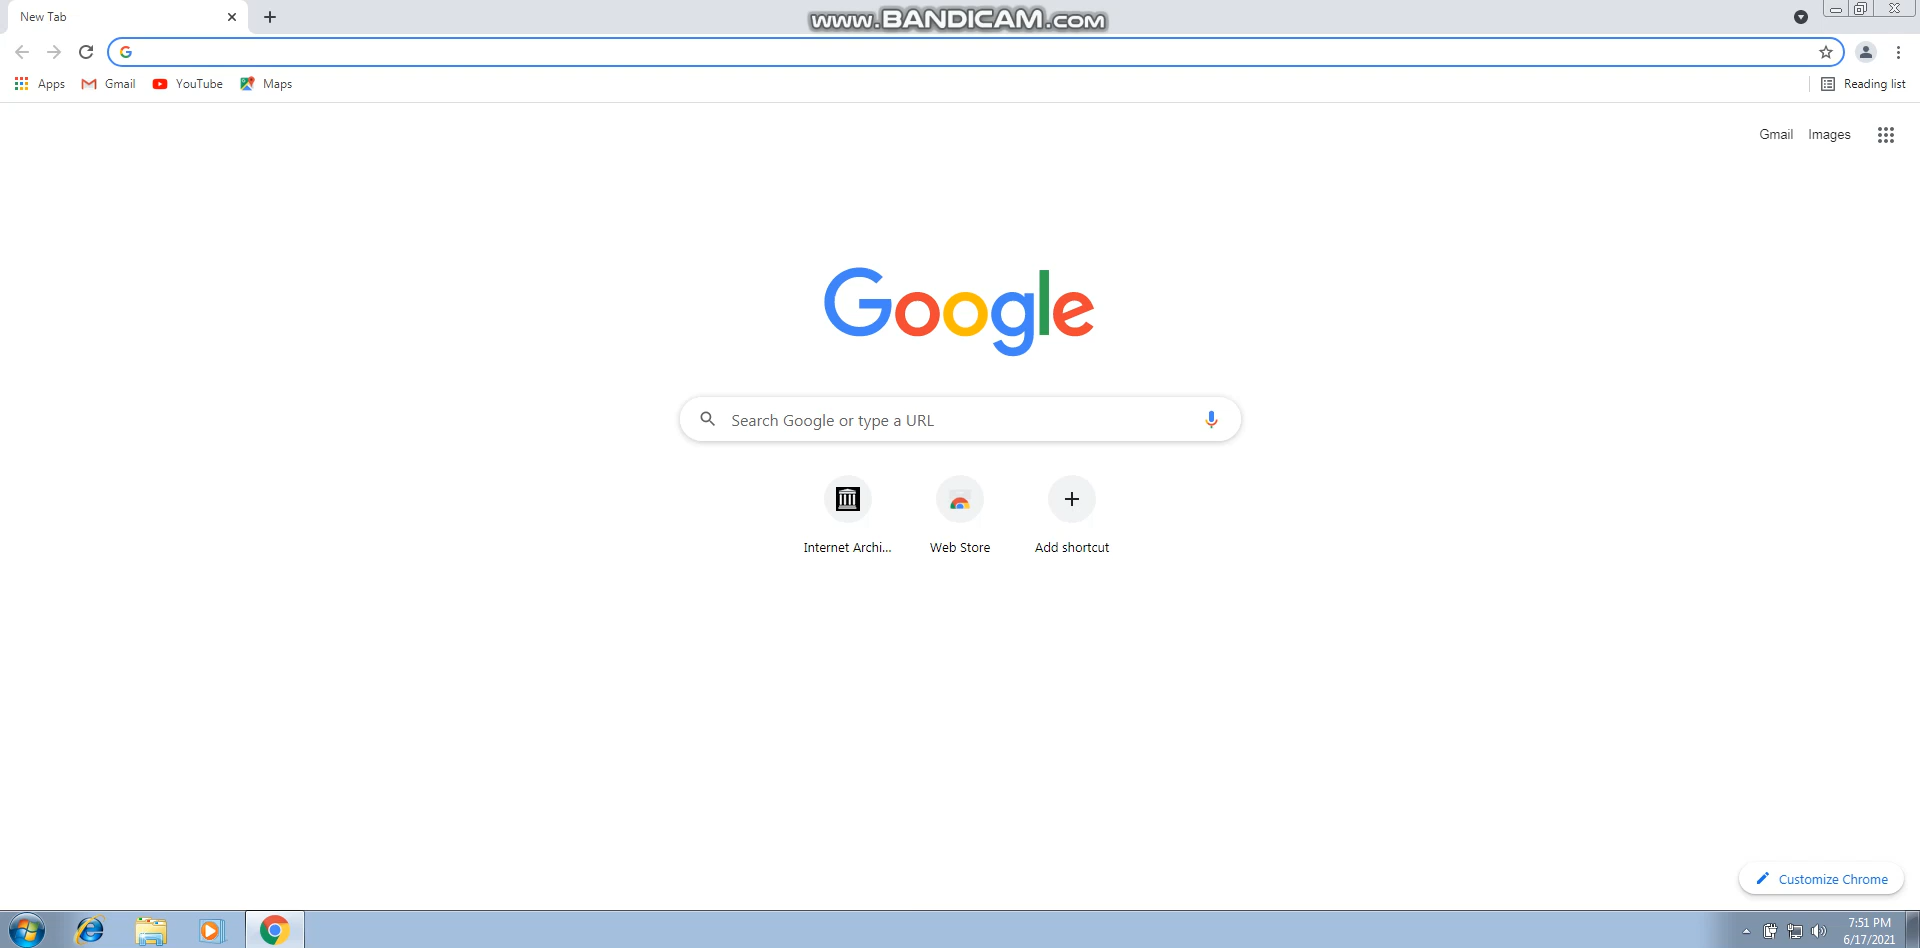 New Tab
www.BANDICAM.com
Apps
Gmail
YouTube
Maps
Reading list
Gmail
Images
Google
Search Google or type a URL
Internet Archi...
Web Store
Add shortcut
Customize Chrome
7:51 PM
6/17/2021